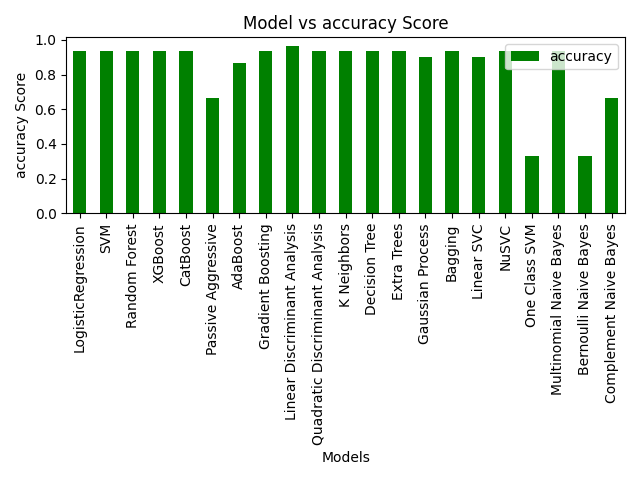 Model vs accuracy Score
accuracy
accuracy Score
1.0
0.8
0.6
0.4
0.2
0.0
LogisticRegression
SVM
Random Forest
XGBoost
CatBoost
Passive Aggressive
AdaBoost
Gradient Boosting
Linear Discriminant Analysis
Quadratic Discriminant Analysis
K Neighbors
Decision Tree
Extra Trees
Gaussian Process
Bagging
Linear SVC
NuSVC
One Class SVM
Multinomial Naive Bayes
Bernoulli Naive Bayes
Complement Naive Bayes
Models